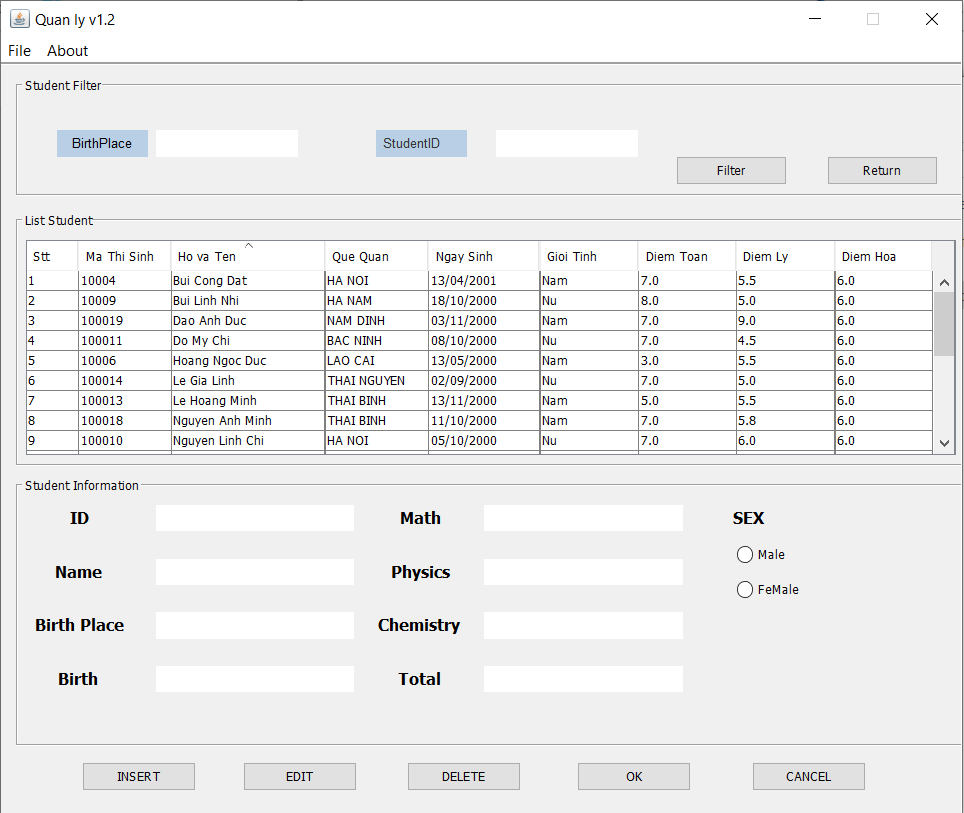 Quan ly v1.2
File About
Student Filter
BirthPlace StudentID
Filter Return
List Student
Stt Ma Thi Sinh Ho va Ten Que Quan Ngay Sinh Gioi Tinh Diem Toan Diem Ly Diem Hoa
1 10004 Bui Cong Dat HA NOI 13/04/2001 Nam 7.0 5.5 6.0
2 10009 Bui Linh Nhi HA NAM 18/10/2000 Nu 8.0 5.0 6.0
3 100019 Dao Anh Duc NAM DINH 03/11/2000 Nam 7.0 9.0 6.0
4 100011 Do My Chi BAC NINH 08/10/2000 Nu 7.0 4.5 6.0
5 10006 Hoang Ngoc Duc LAO CAI 13/05/2000 Nam 3.0 5.5 6.0
6 100014 Le Gia Linh THAI NGUYEN 02/09/2000 Nu 7.0 5.0 6.0
7 100013 Le Hoang Minh THAI BINH 13/11/2000 Nam 5.0 5.5 6.0
8 100018 Nguyen Anh Minh THAI BINH 11/10/2000 Nam 7.0 5.8 6.0
9 100010 Nguyen Linh Chi HA NOI 05/10/2000 Nu 7.0 6.0 6.0
Student Information
ID Math SEX
Male
Name Physics
FeMale
Birth Place Chemistry
Birth Total
INSERT EDIT DELETE OK CANCEL